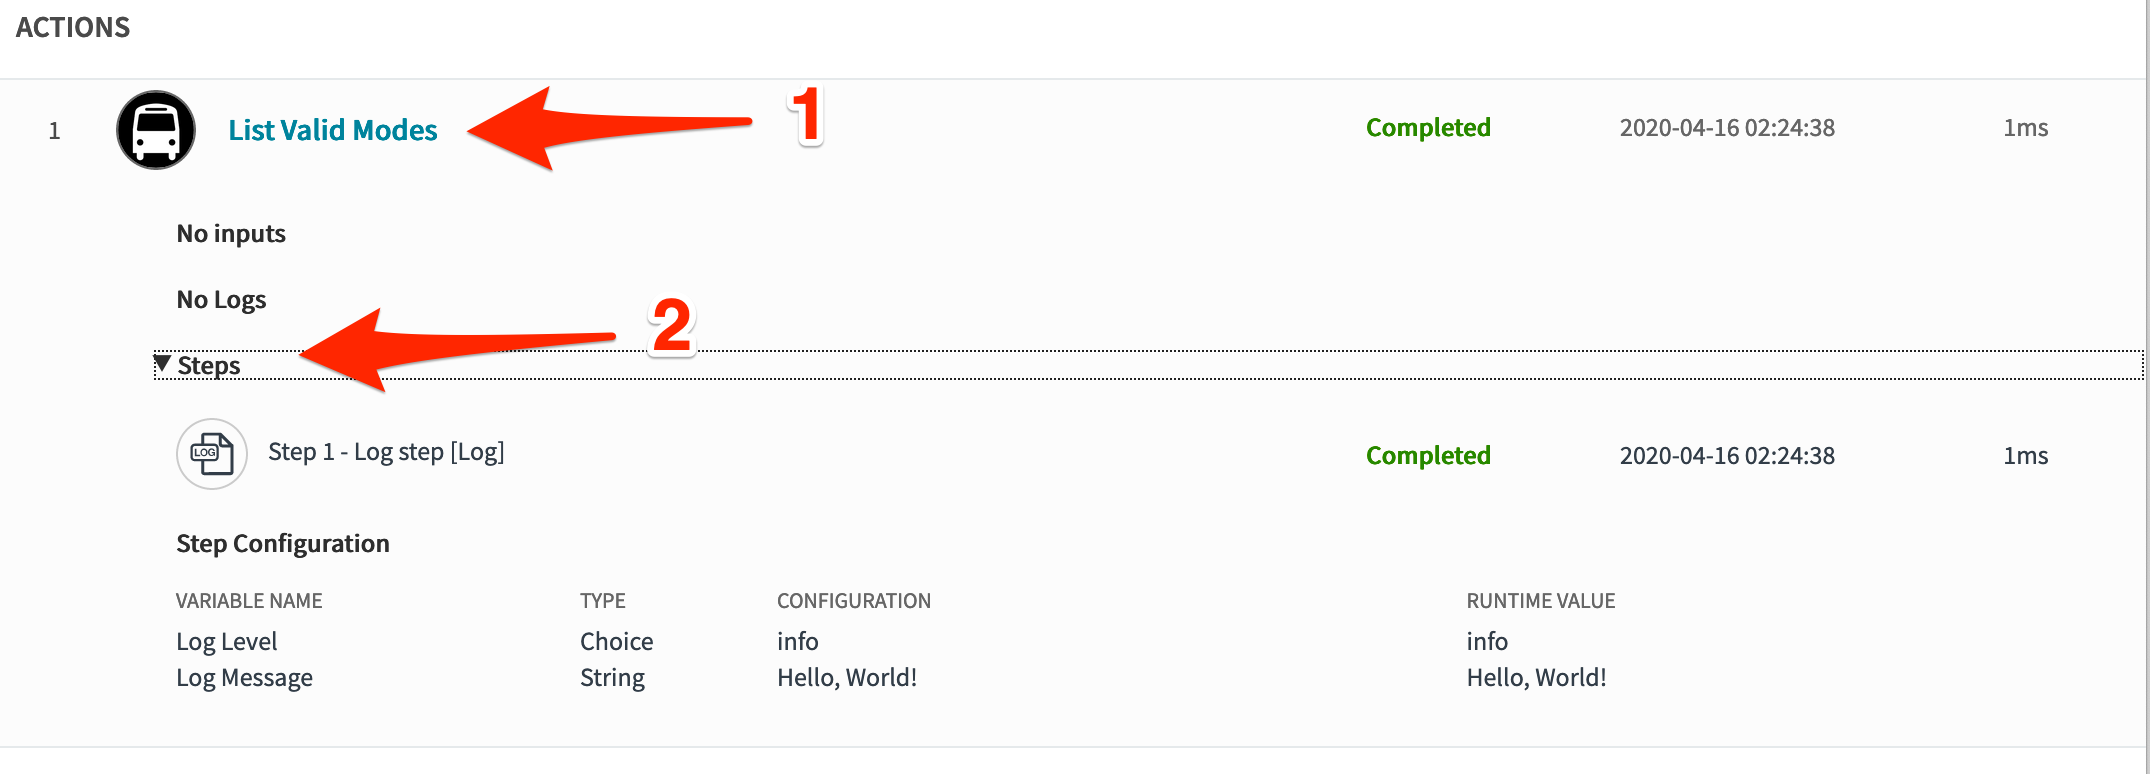 ACTIONS
1 List Valid Modes 1 Completed 2020-04-16 02:24:38 1ms
No inputs
No Logs
2
Steps
LOG Step 1 - Log step [Log] Completed 2020-04-16 02:24:38 1ms
Step Configuration
VARIABLE NAME TYPE CONFIGURATION RUNTIME VALUE
Log Level Choice info info
Log Message String Hello, World! Hello, World!